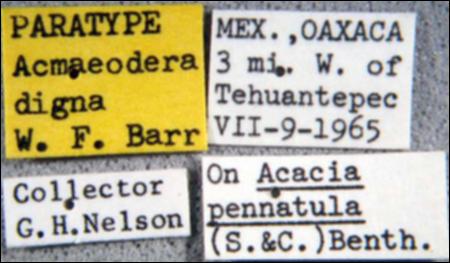 PARATYPE
Acmaeodera
digna
W. F. Barr
MEX.,OAXACA
3 mi. W. of
Tehuantepec
VII-9-1965
Collector
G.H.Nelson
On Acacia
pennatula
(S.&C.)Benth.